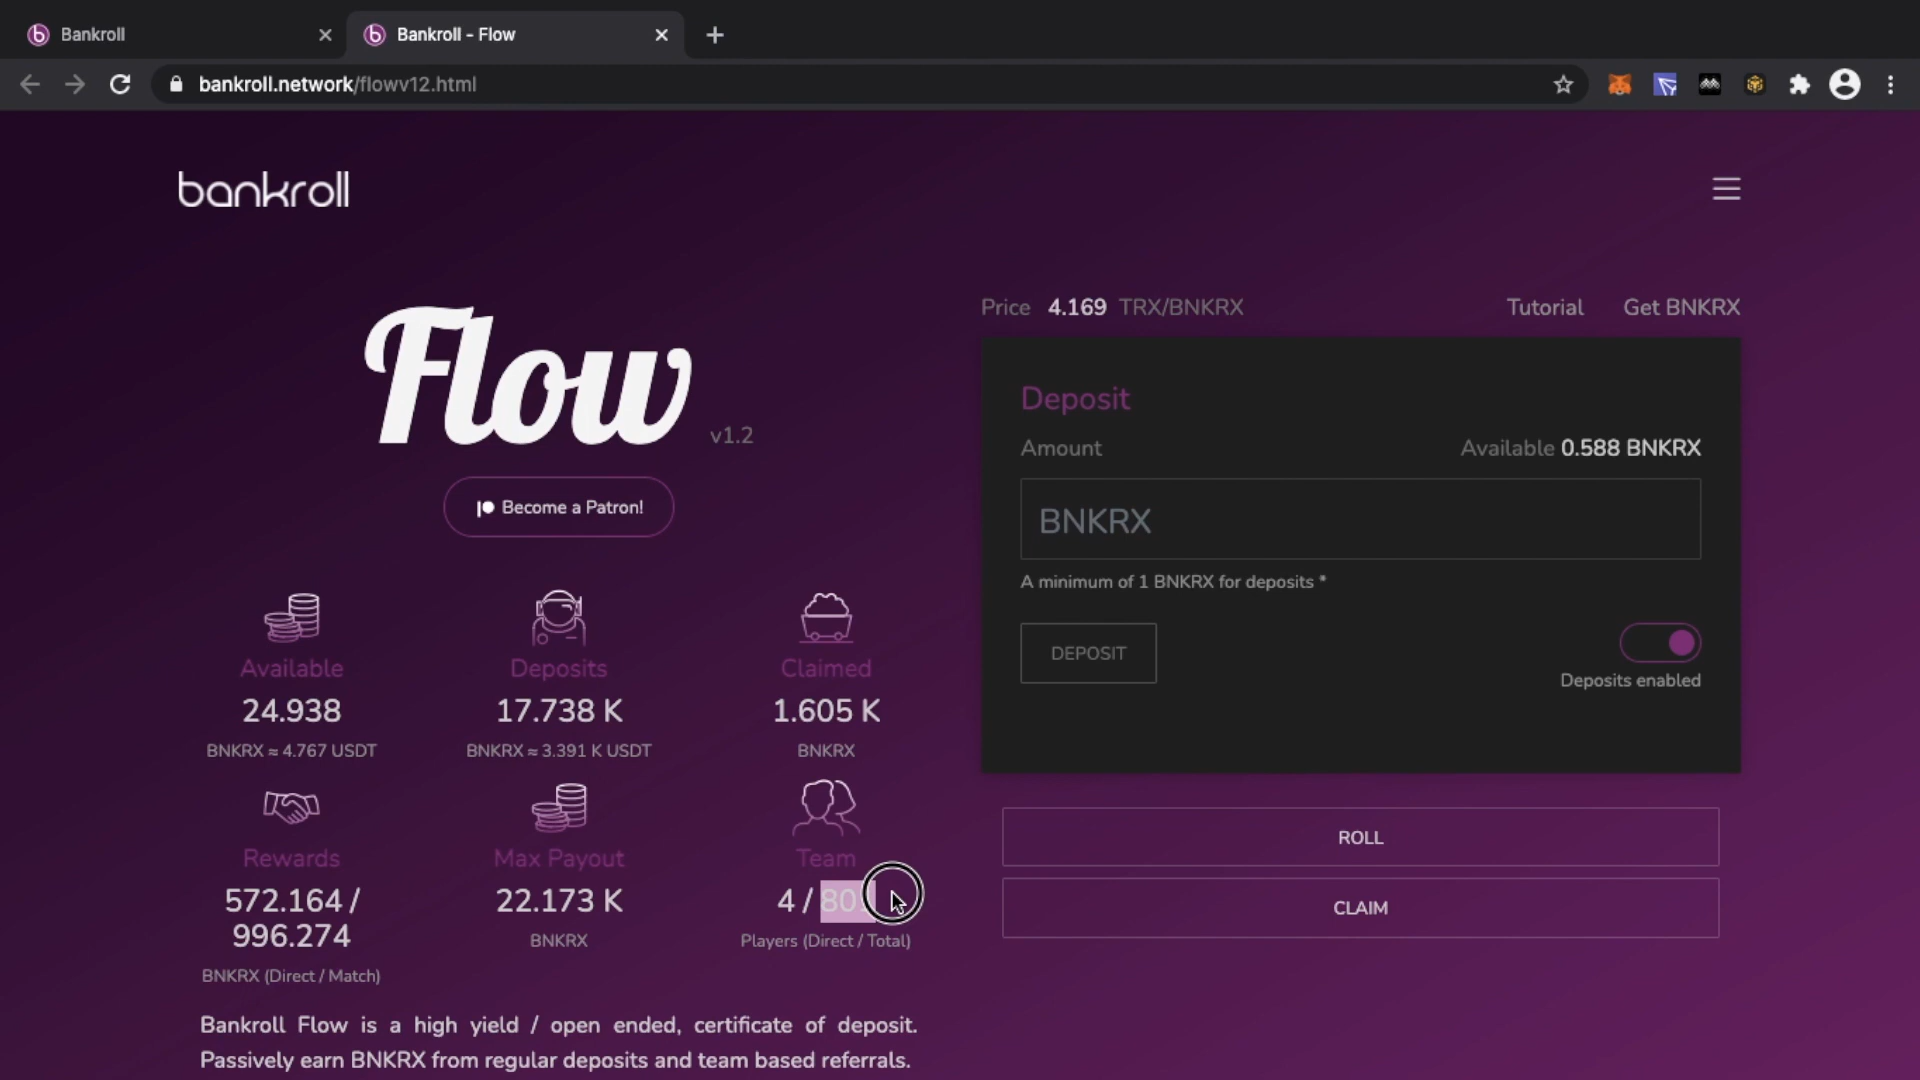 Bankroll
Bankroll - Flow
bankroll.network/flowv12.html
bankroll
Flow
v1.2
Become a Patron!
Price 4.169 TRX/BNKRX
Tutorial
Get BNKRX
Deposit
Amount
Available 0.588 BNKRX
BNKRX
A minimum of 1 BNKRX for deposits *
DEPOSIT
Deposits enabled
ROLL
CLAIM
Available
24.938
BNKRX ≈ 4.767 USDT
Deposits
17.738 K
BNKRX ≈ 3.391 K USDT
Claimed
1.605 K
BNKRX
Rewards
572.164 /
996.274
BNKRX (Direct / Match)
Max Payout
22.173 K
BNKRX
Team
4 /
Players (Direct / Total)
Bankroll Flow is a high yield / open ended, certificate of deposit.
Passively earn BNKRX from regular deposits and team based referrals.